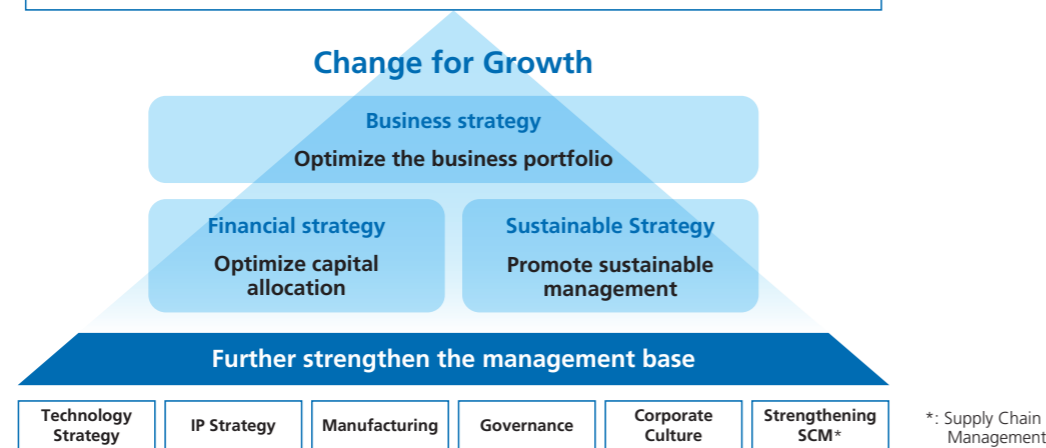 Change for Growth
Business strategy
Optimize the business portfolio
Financial strategy
Optimize capital
allocation
Sustainable Strategy
Promote sustainable
management
Further strengthen the management base
Technology
Strategy
IP Strategy
Manufacturing
Governance
Corporate
Culture
Strengthening
SCM*
*: Supply Chain
Management